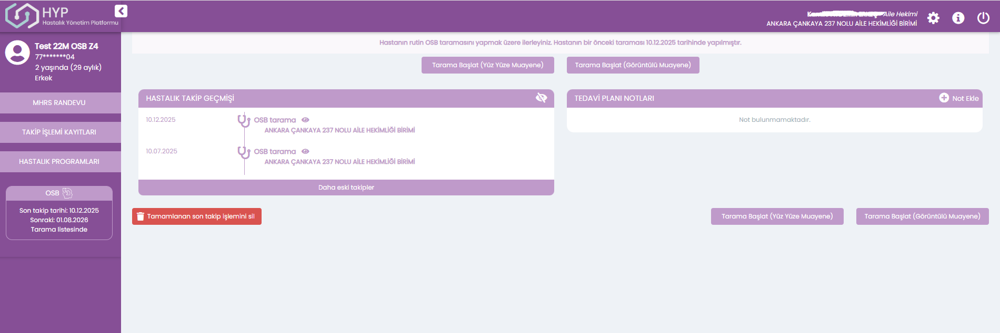 HYP
Hastalık Yönetim Platformu
Aile Hekimi
ANKARA ÇANKAYA 237 NOLU AİLE HEKİMLİĞİ BİRİMİ
Test 22M OSB Z4
77*******04
2 yaşında (29 aylık)
Erkek
MHRS RANDEVU
TAKİP İŞLEMİ KAYITLARI
HASTALIK PROGRAMLARI
OSB
Son takip tarihi: 10.12.2025
Sonraki: 01.08.2026
Tarama listesinde
Hastanın rutin OSB taramasını yapmak üzere ilerleyiniz. Hastanın bir önceki taraması 10.12.2025 tarihinde yapılmıştır.
Tarama Başlat (Yüz Yüze Muayene)
Tarama Başlat (Görüntülü Muayene)
HASTALIK TAKİP GEÇMİŞİ
10.12.2025
OSB tarama
ANKARA ÇANKAYA 237 NOLU AİLE HEKİMLİĞİ BİRİMİ
10.07.2025
OSB tarama
ANKARA ÇANKAYA 237 NOLU AİLE HEKİMLİĞİ BİRİMİ
Daha eski takipler
TEDAVİ PLANI NOTLARI
Not Ekle
Not bulunmamaktadır.
Tamamlanan son takip işlemini sil
Tarama Başlat (Yüz Yüze Muayene)
Tarama Başlat (Görüntülü Muayene)